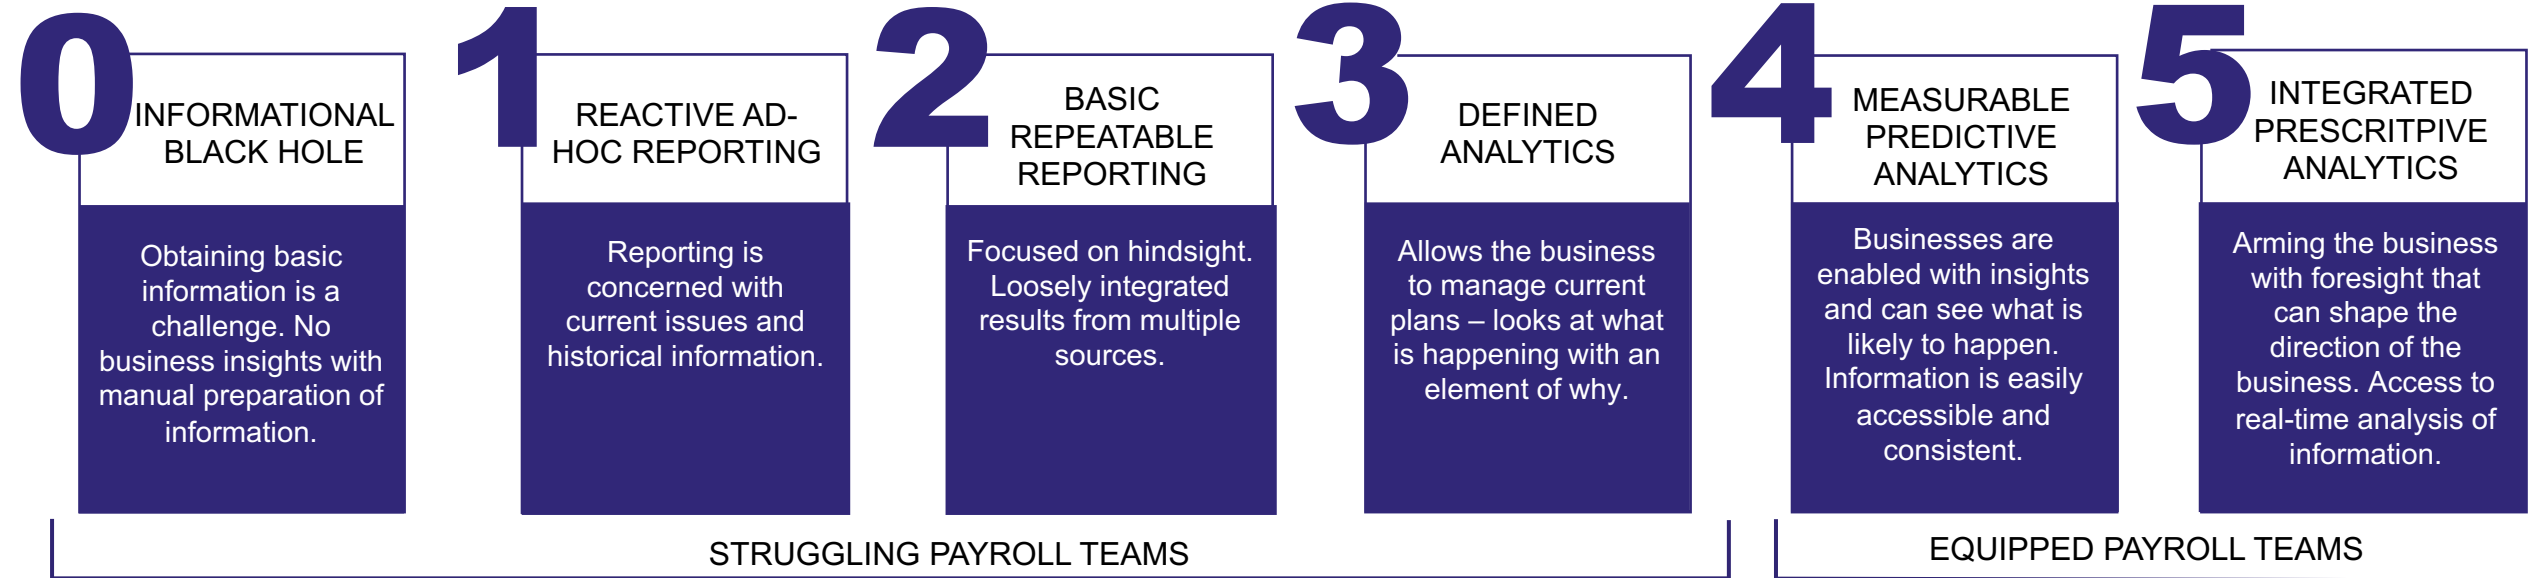 0
INFORMATIONAL
BLACK HOLE
Obtaining basic
information is a
challenge. No
business insights with
manual preparation of
information.
1
REACTIVE AD-
HOC REPORTING
Reporting is
concerned with
current issues and
historical information.
2
BASIC
REPEATABLE
REPORTING
Focused on hindsight.
Loosely integrated
results from multiple
sources.
3
DEFINED
ANALYTICS
Allows the business
to manage current
plans – looks at what
is happening with an
element of why.
4
MEASURABLE
PREDICTIVE
ANALYTICS
Businesses are
enabled with insights
and can see what is
likely to happen.
Information is easily
accessible and
consistent.
5
INTEGRATED
PRESCRITPIVE
ANALYTICS
Arming the business
with foresight that
can shape the
direction of the
business. Access to
real-time analysis of
information.
STRUGGLING PAYROLL TEAMS
EQUIPPED PAYROLL TEAMS